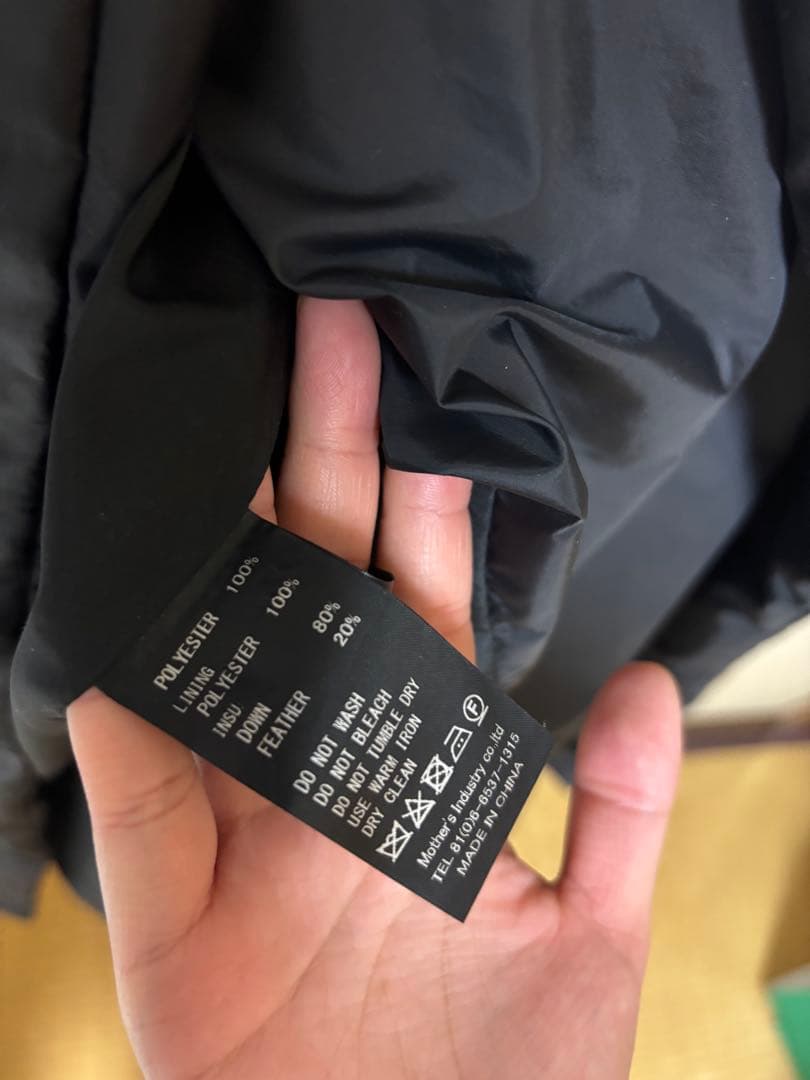 POLYESTER 100%
LINING
POLYESTER 100%
INSU.
DOWN 80%
FEATHER 20%
DO NOT WASH
DO NOT BLEACH
DO NOT TUMBLE DRY
USE WARM IRON
DRY CLEAN
F
Mother's Industry co.,ltd
TEL 81(0)6-6537-1315
MADE IN CHINA